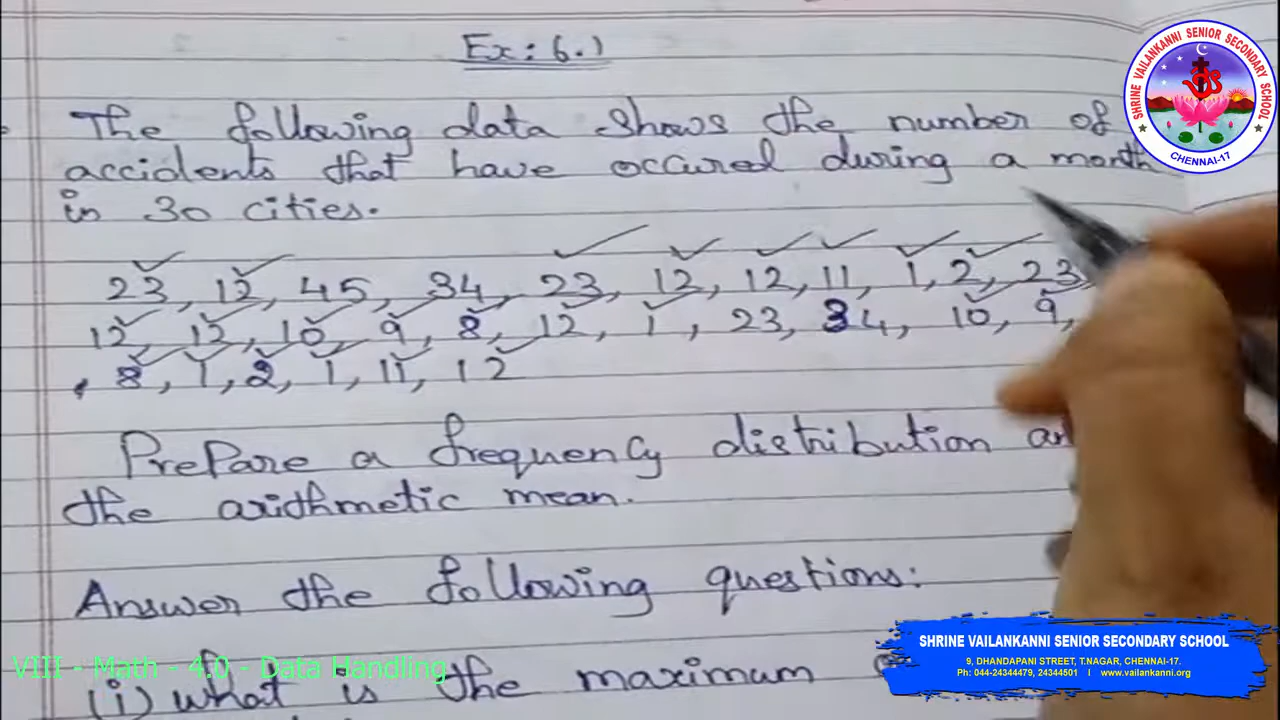 Ex: 6.1
The following data shows the number of
accidents that have occured during a month
in 30 cities.
23, 12, 45, 34, 23, 12, 12, 11, 1, 2, 23,
12, 12, 10, 9, 8, 12, 1, 23, 34, 10, 9,
, 8, 1, 2, 1, 11, 12
Prepare a frequency distribution
the arithmetic mean.
Answer the following questions:
(i) what is the maximum
VIII - Math - 4.0 - Data Handling
SHRINE VAILANKANNI SENIOR SECONDARY SCHOOL
CHENNAI-17
SHRINE VAILANKANNI SENIOR SECONDARY SCHOOL
9, DHANDAPANI STREET, T.NAGAR, CHENNAI-17.
Ph: 044-24344479, 24344501 I www.vailankanni.org